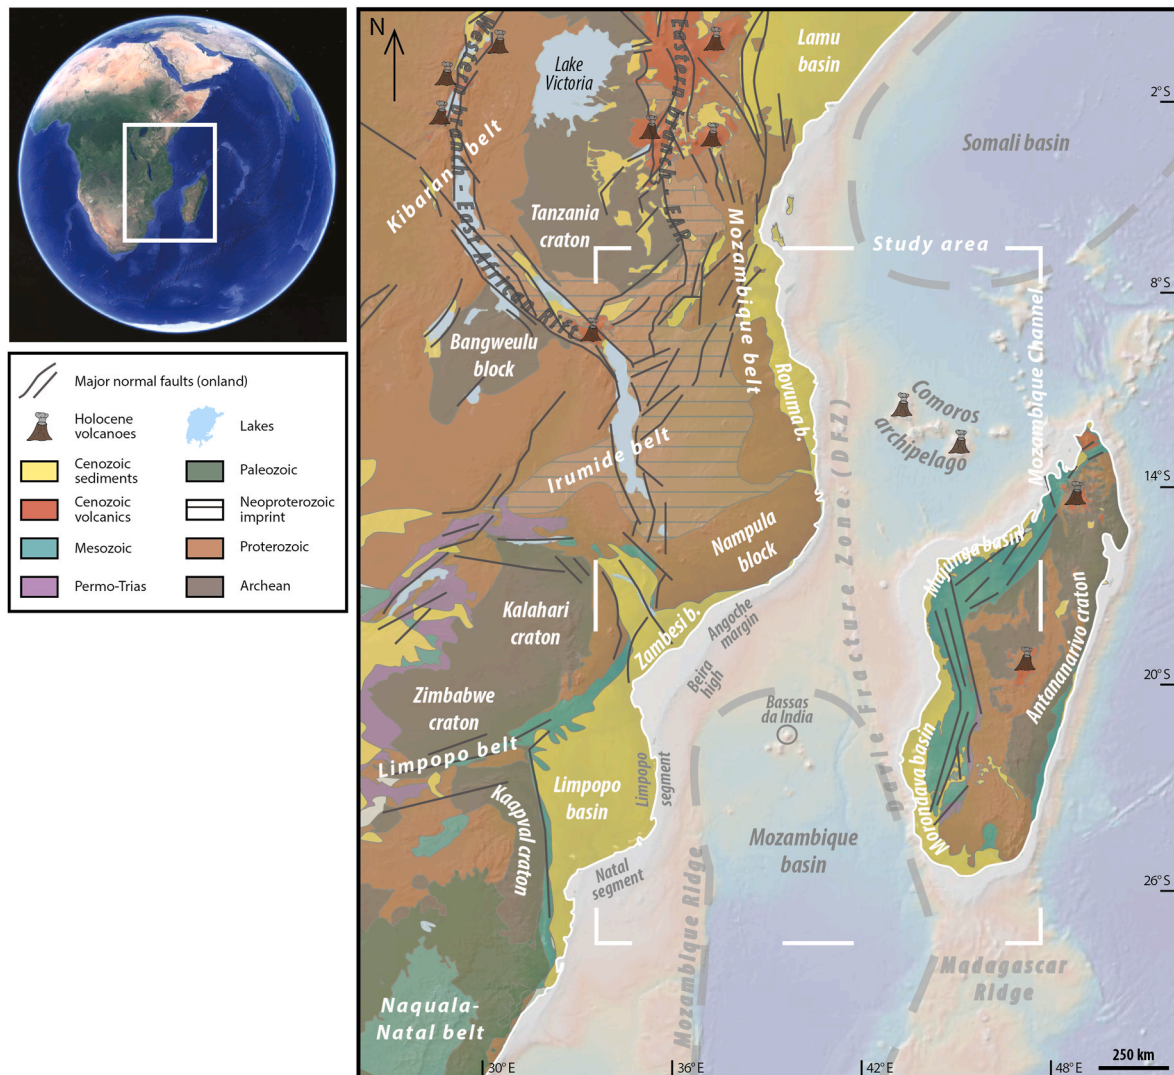 Major normal faults (onland)
Holocene
volcanoes
Lakes
Cenozoic
sediments
Paleozoic
Cenozoic
volcanics
Neoproterozoic
imprint
Mesozoic
Proterozoic
Permo-Trias
Archean
N
Western branch - East African Rift
Eastern branch - EAR
Lake
Victoria
Lamu
basin
2°S
Somali basin
Kibaran belt
Tanzania
craton
Mozambique belt
Study area
8°S
Bangweulu
block
Rovuma b.
Mozambique Channel
Comoros
archipelago
Irumide belt
14°S
Nampula
block
Davie Fracture Zone (DFZ)
Majunga basin
Kalahari
craton
Zambesi b.
Angoche
margin
Beira
high
Antananarivo craton
Zimbabwe
craton
20°S
Bassas
da India
Limpopo belt
Limpopo
basin
Limpopo
segment
Morondava basin
Kaapval craton
Mozambique
basin
Natal
segment
26°S
Mozambique Ridge
Madagascar
Ridge
Naquala-
Natal belt
30°E
36°E
42°E
48°E
250 km